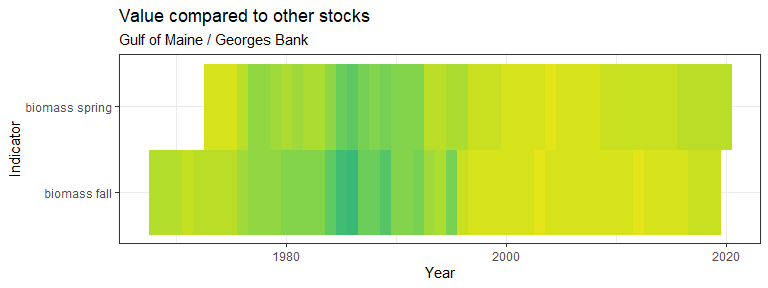 Value compared to other stocks
Gulf of Maine / Georges Bank
Indicator
biomass spring
biomass fall
1980
2000
2020
Year